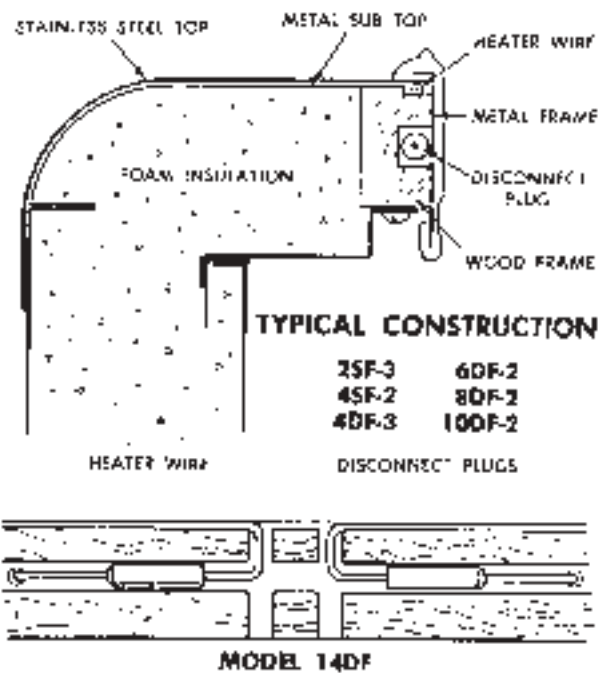 STAINLESS STEEL TOP
METAL SUB TOP
HEATER WIRE
METAL FRAME
FOAM INSULATION
DISCONNECT
PLUG
WOOD FRAME
TYPICAL CONSTRUCTION
2SF-3 6DF-2
4SF-2 8DF-2
4DF-3 10DF-2
HEATER WIRE
DISCONNECT PLUGS
MODEL 14DF